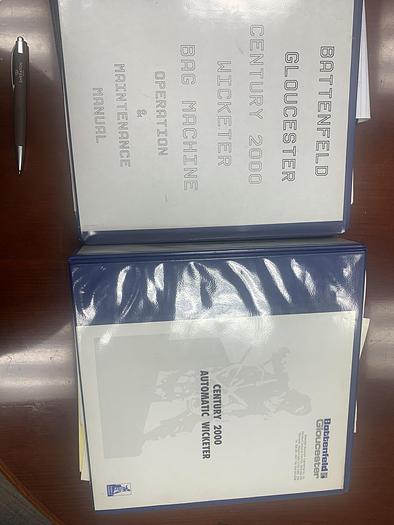 BATTENFELD
GLOUCESTER
CENTURY 2000
WICKETER
BAG MACHINE
OPERATION
&
MAINTENANCE
MANUAL
Battenfeld
Gloucester
CENTURY 2000
AUTOMATIC WICKETER